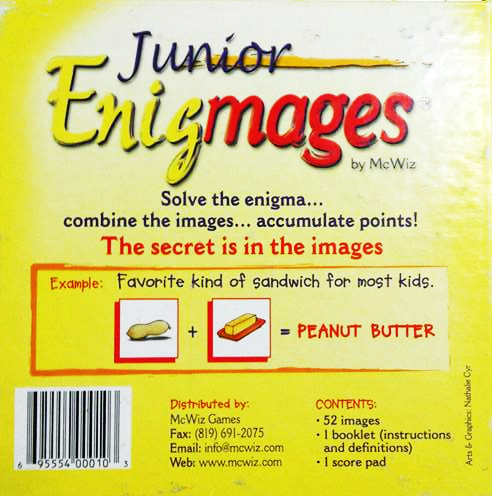 Junior
Enigmages
by McWiz
Solve the enigma...
combine the images... accumulate points!
The secret is in the images
Example: Favorite kind of sandwich for most kids.
+ = PEANUT BUTTER
Distributed by:
McWiz Games
Fax: (819) 691-2075
Email: info@mcwiz.com
Web: www.mcwiz.com
CONTENTS:
• 52 images
• 1 booklet (instructions
and definitions)
• 1 score pad
Arts & Graphics: Nathalie Cyr
6 95554 00010 3